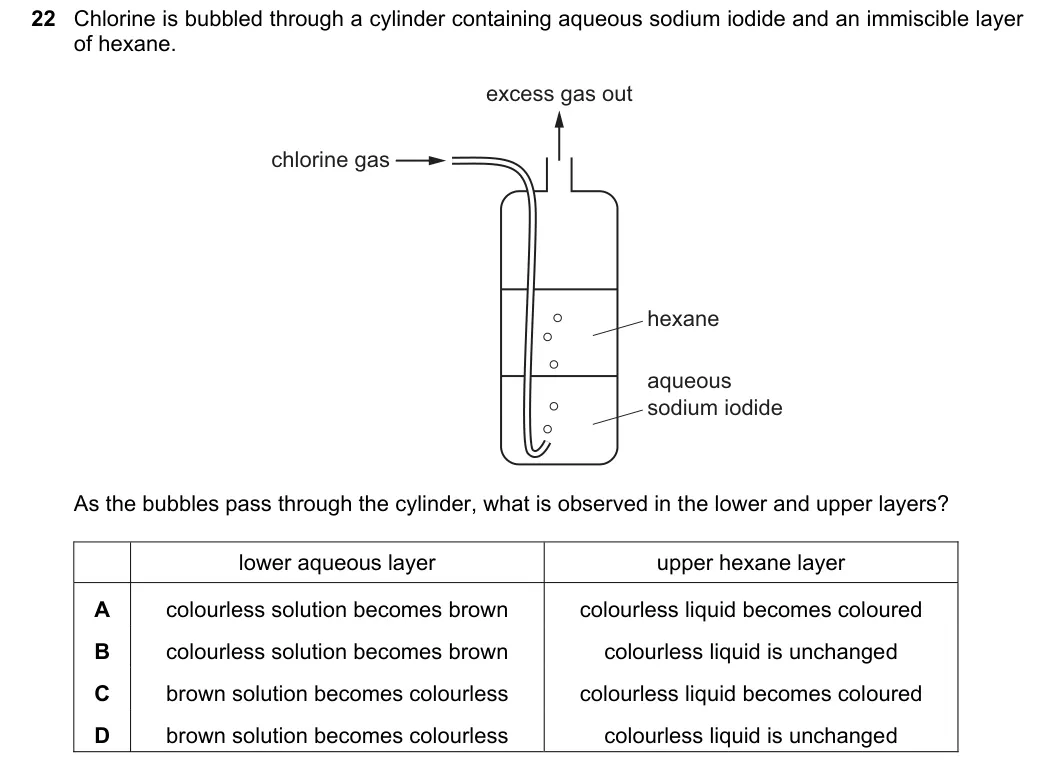 22 Chlorine is bubbled through a cylinder containing aqueous sodium iodide and an immiscible layer
of hexane.
excess gas out
chlorine gas
hexane
aqueous
sodium iodide
As the bubbles pass through the cylinder, what is observed in the lower and upper layers?
lower aqueous layer upper hexane layer
A colourless solution becomes brown colourless liquid becomes coloured
B colourless solution becomes brown colourless liquid is unchanged
C brown solution becomes colourless colourless liquid becomes coloured
D brown solution becomes colourless colourless liquid is unchanged